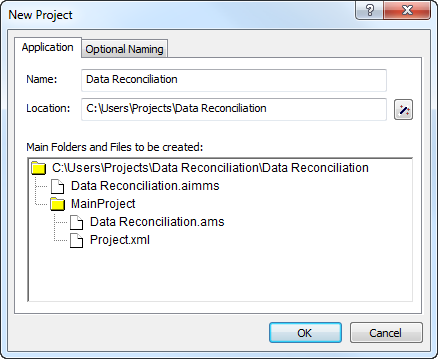 New Project
Application
Optional Naming
Name:
Data Reconciliation
Location:
C:\Users\Projects\Data Reconciliation
Main Folders and Files to be created:
C:\Users\Projects\Data Reconciliation\Data Reconciliation
Data Reconciliation.aimms
MainProject
Data Reconciliation.ams
Project.xml
OK
Cancel